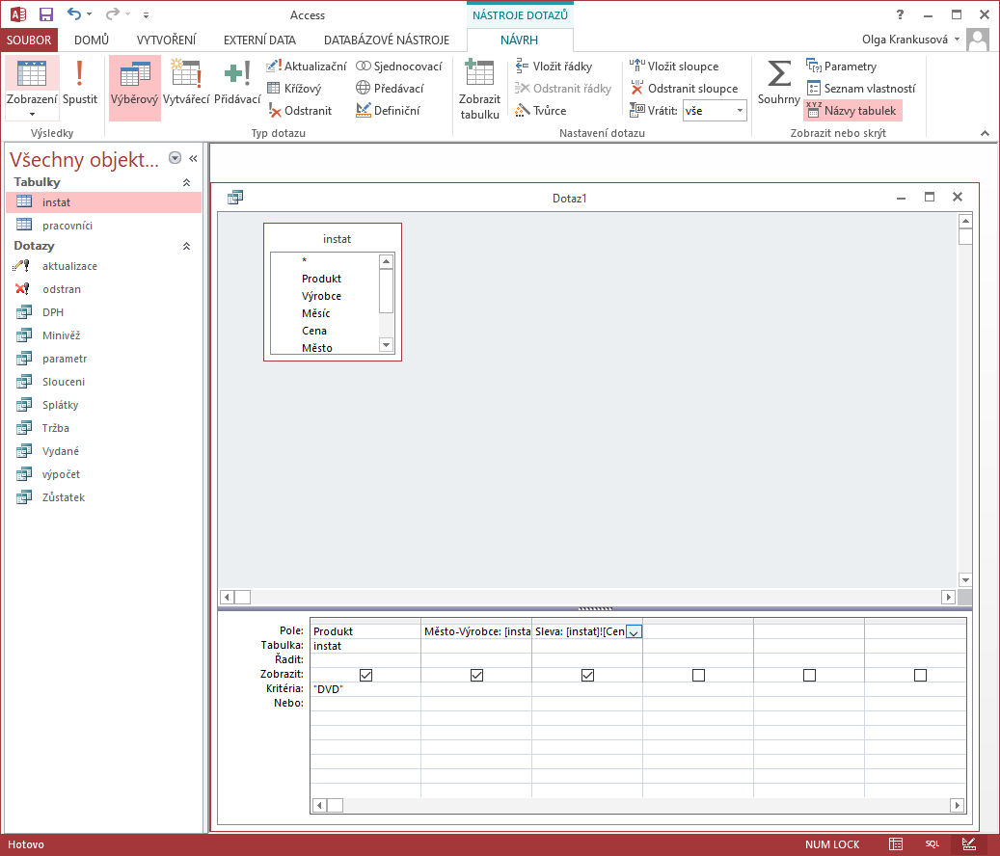 Access
NÁSTROJE DOTAZŮ
?
SOUBOR
DOMŮ
VYTVOŘENÍ
EXTERNÍ DATA
DATABÁZOVÉ NÁSTROJE
NÁVRH
Olga Krankusová
Zobrazení
Spustit
Výsledky
Výběrový
Vytvářecí
Přidávací
Aktualizační
Křížový
Odstranit
Sjednocovací
Předávací
Definiční
Typ dotazu
Zobrazit
tabulku
Vložit řádky
Odstranit řádky
Tvůrce
Vložit sloupce
Odstranit sloupce
Vrátit: vše
Nastavení dotazu
Souhrny
Parametry
Seznam vlastností
XYZ
Názvy tabulek
Zobrazit nebo skrýt
Všechny objekt...
Tabulky
instat
pracovníci
Dotazy
aktualizace
odstran
DPH
Minivěž
parametr
Slouceni
Splátky
Tržba
Vydané
výpočet
Zůstatek
Dotaz1
instat
*
Produkt
Výrobce
Měsíc
Cena
Město
Pole: Produkt Město-Výrobce: [insta Sleva: [instat]![Cen
Tabulka: instat
Řadit:
Zobrazit:
Kritéria: "DVD"
Nebo:
Hotovo
NUM LOCK
SQL